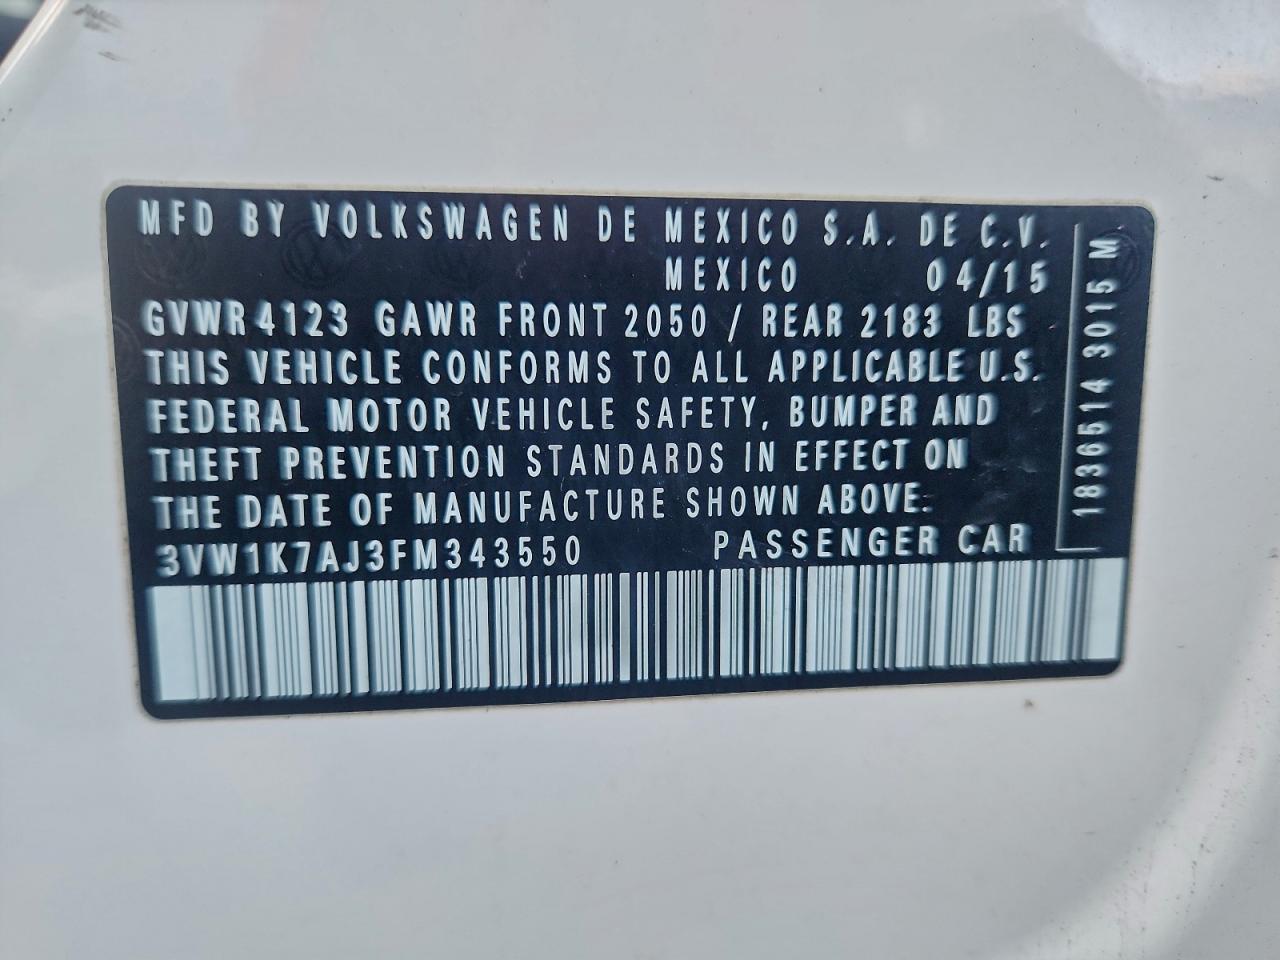 MFD BY VOLKSWAGEN DE MEXICO S.A. DE C.V.
MEXICO 04/15
GVWR 4123 GAWR FRONT 2050 / REAR 2183 LBS
THIS VEHICLE CONFORMS TO ALL APPLICABLE U.S.
FEDERAL MOTOR VEHICLE SAFETY, BUMPER AND
THEFT PREVENTION STANDARDS IN EFFECT ON
THE DATE OF MANUFACTURE SHOWN ABOVE:
3VW1K7AJ3FM343550 PASSENGER CAR
1836514 3015 M